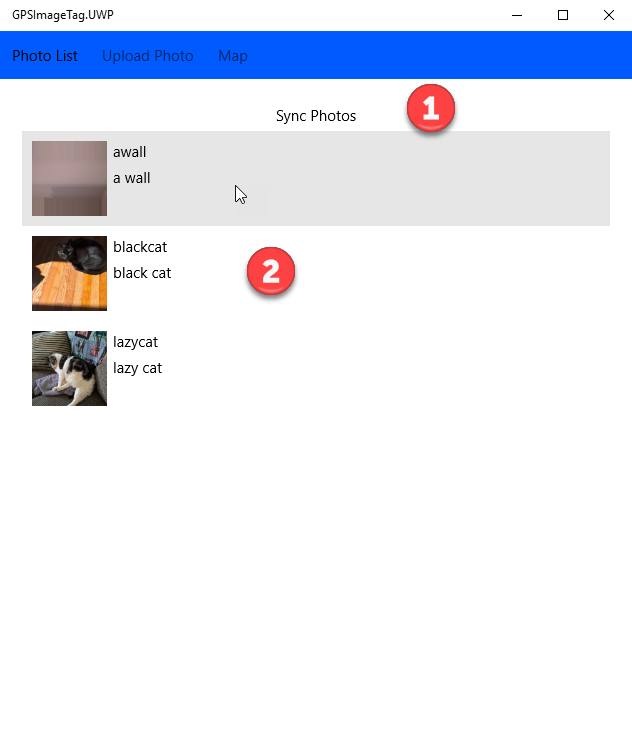 GPSImageTag.UWP
Photo List Upload Photo Map
Sync Photos
1
awall
a wall
blackcat
black cat
2
lazycat
lazy cat